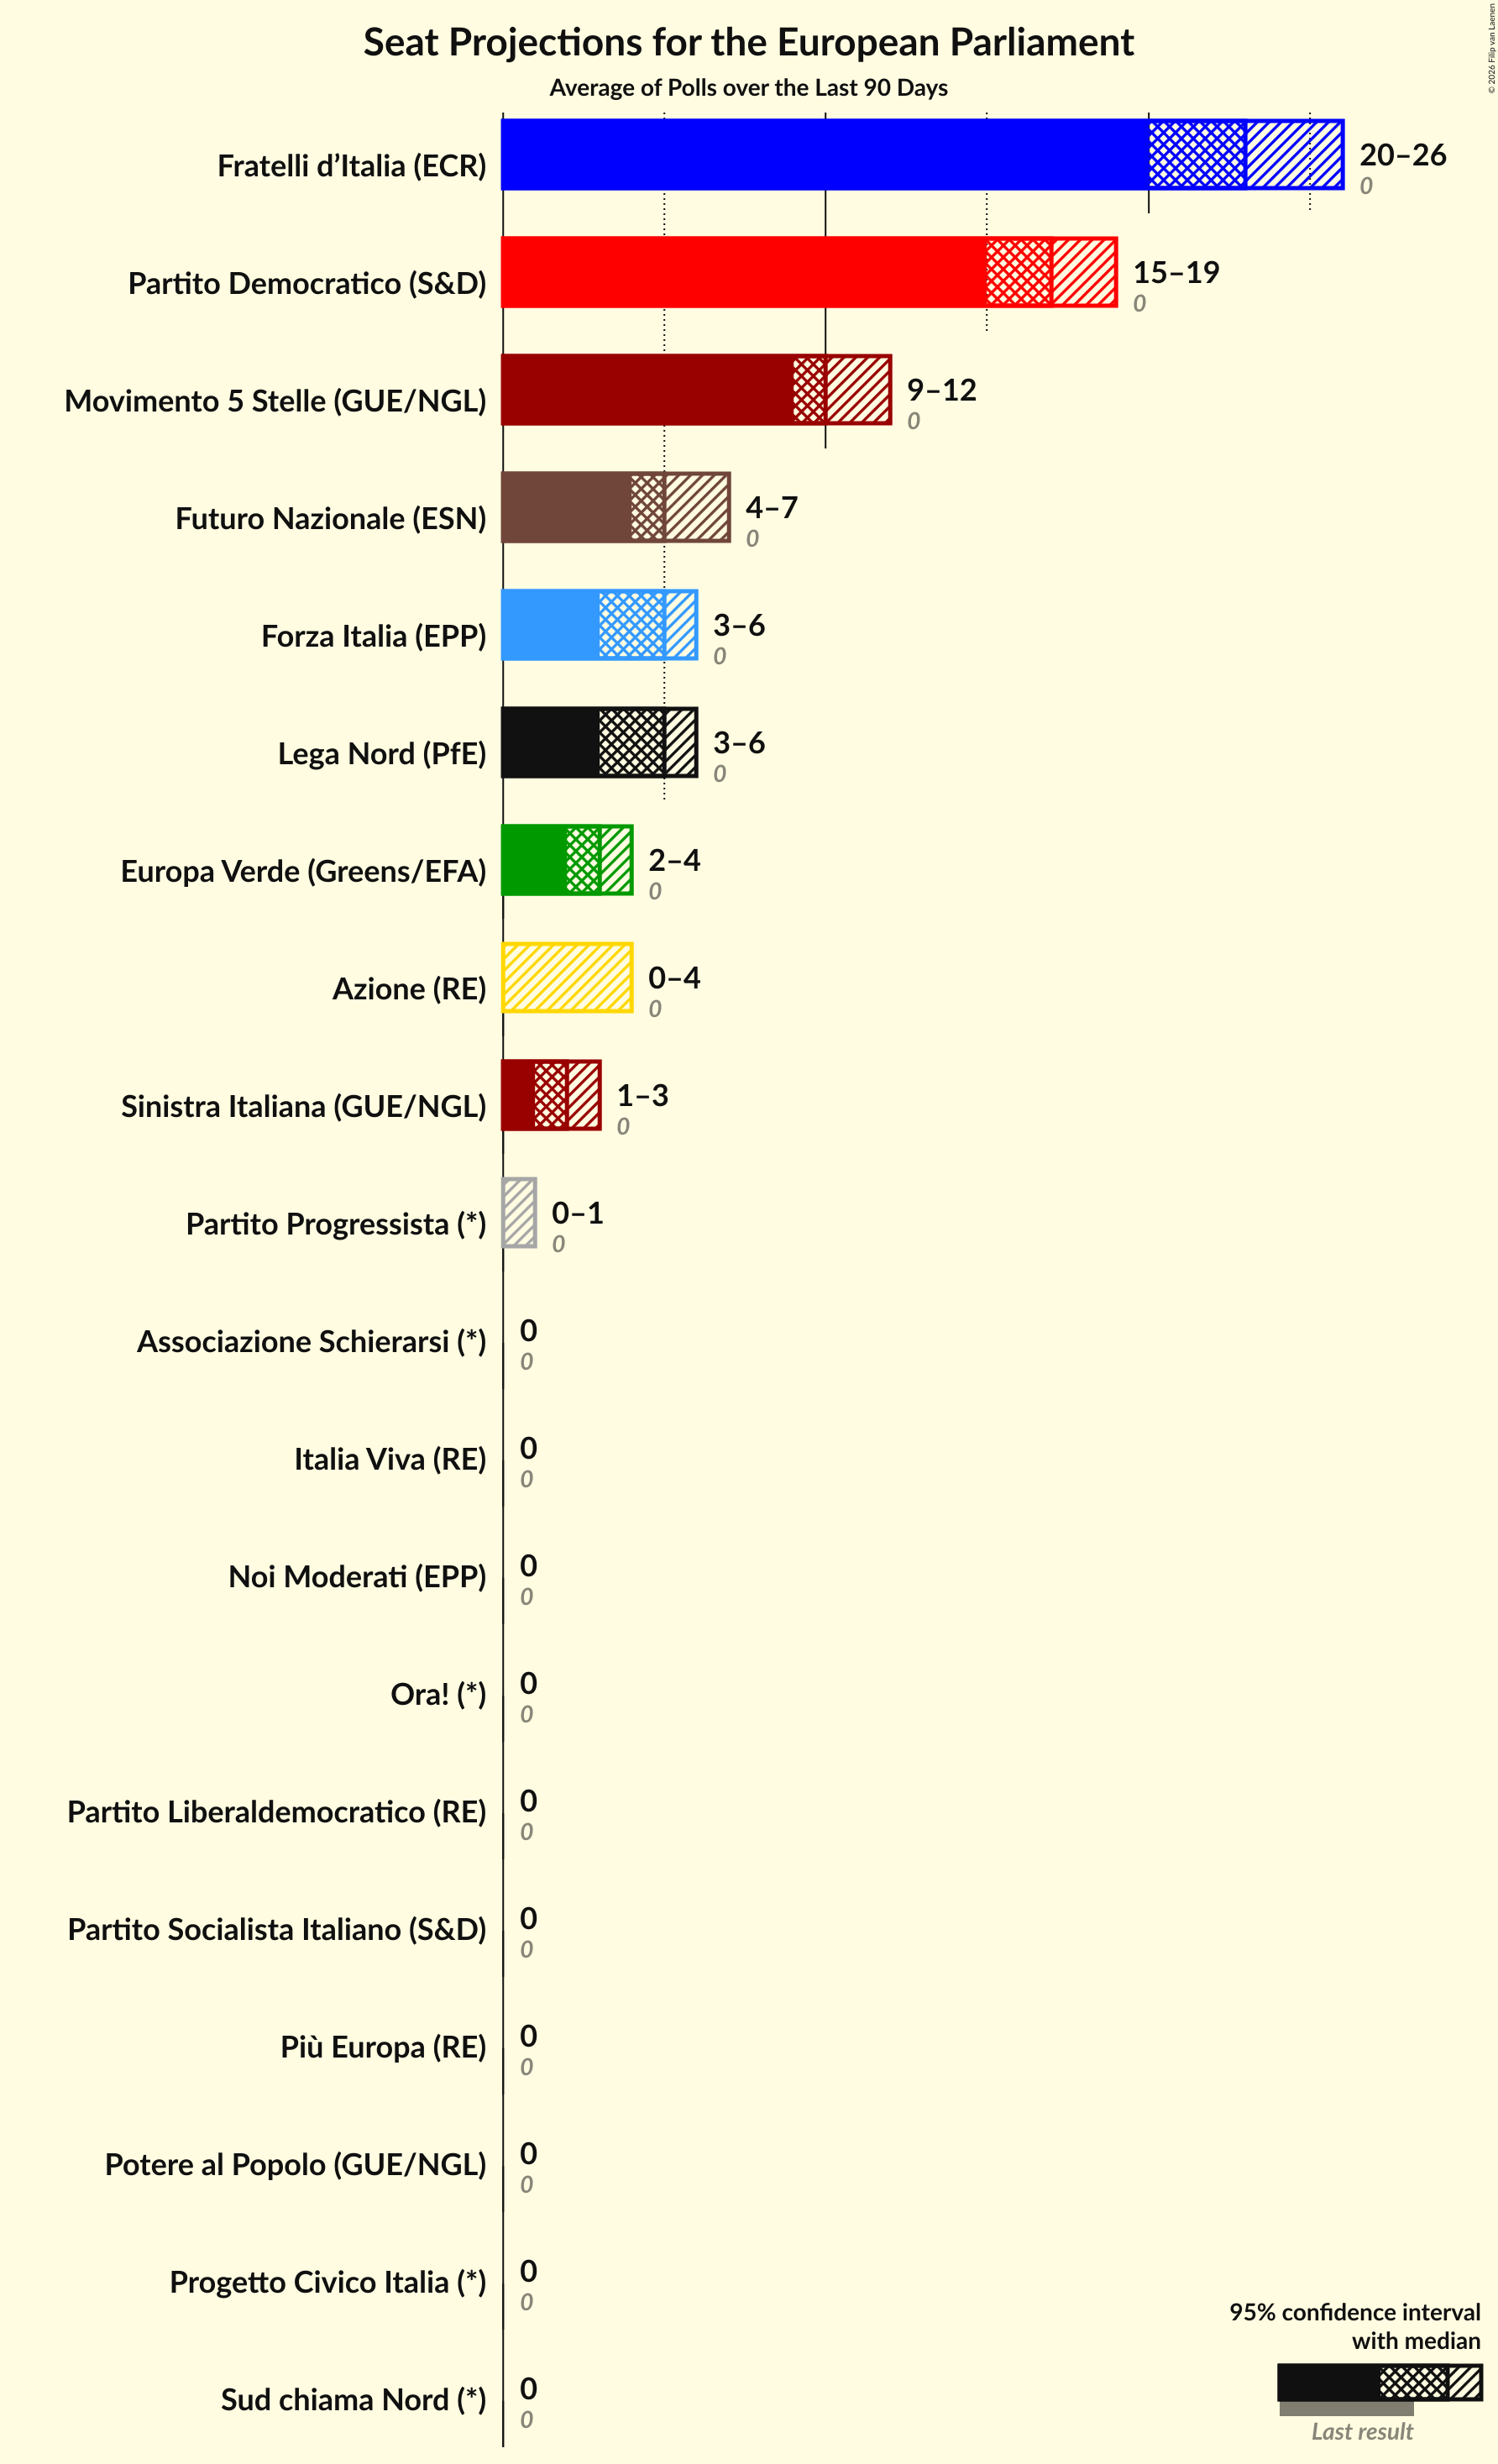 Seat Projections for the European Parliament
Average of Polls over the Last 90 Days
© 2026 Filip van Laenen
Fratelli d’Italia (ECR)
20–26
0
Partito Democratico (S&D)
15–19
0
Movimento 5 Stelle (GUE/NGL)
9–12
0
Futuro Nazionale (ESN)
4–7
0
Forza Italia (EPP)
3–6
0
Lega Nord (PfE)
3–6
0
Europa Verde (Greens/EFA)
2–4
0
Azione (RE)
0–4
0
Sinistra Italiana (GUE/NGL)
1–3
0
Partito Progressista (*)
0–1
0
Associazione Schierarsi (*)
0
0
Italia Viva (RE)
0
0
Noi Moderati (EPP)
0
0
Ora! (*)
0
0
Partito Liberaldemocratico (RE)
0
0
Partito Socialista Italiano (S&D)
0
0
Più Europa (RE)
0
0
Potere al Popolo (GUE/NGL)
0
0
Progetto Civico Italia (*)
0
0
Sud chiama Nord (*)
0
0
95% confidence interval
with median
Last result